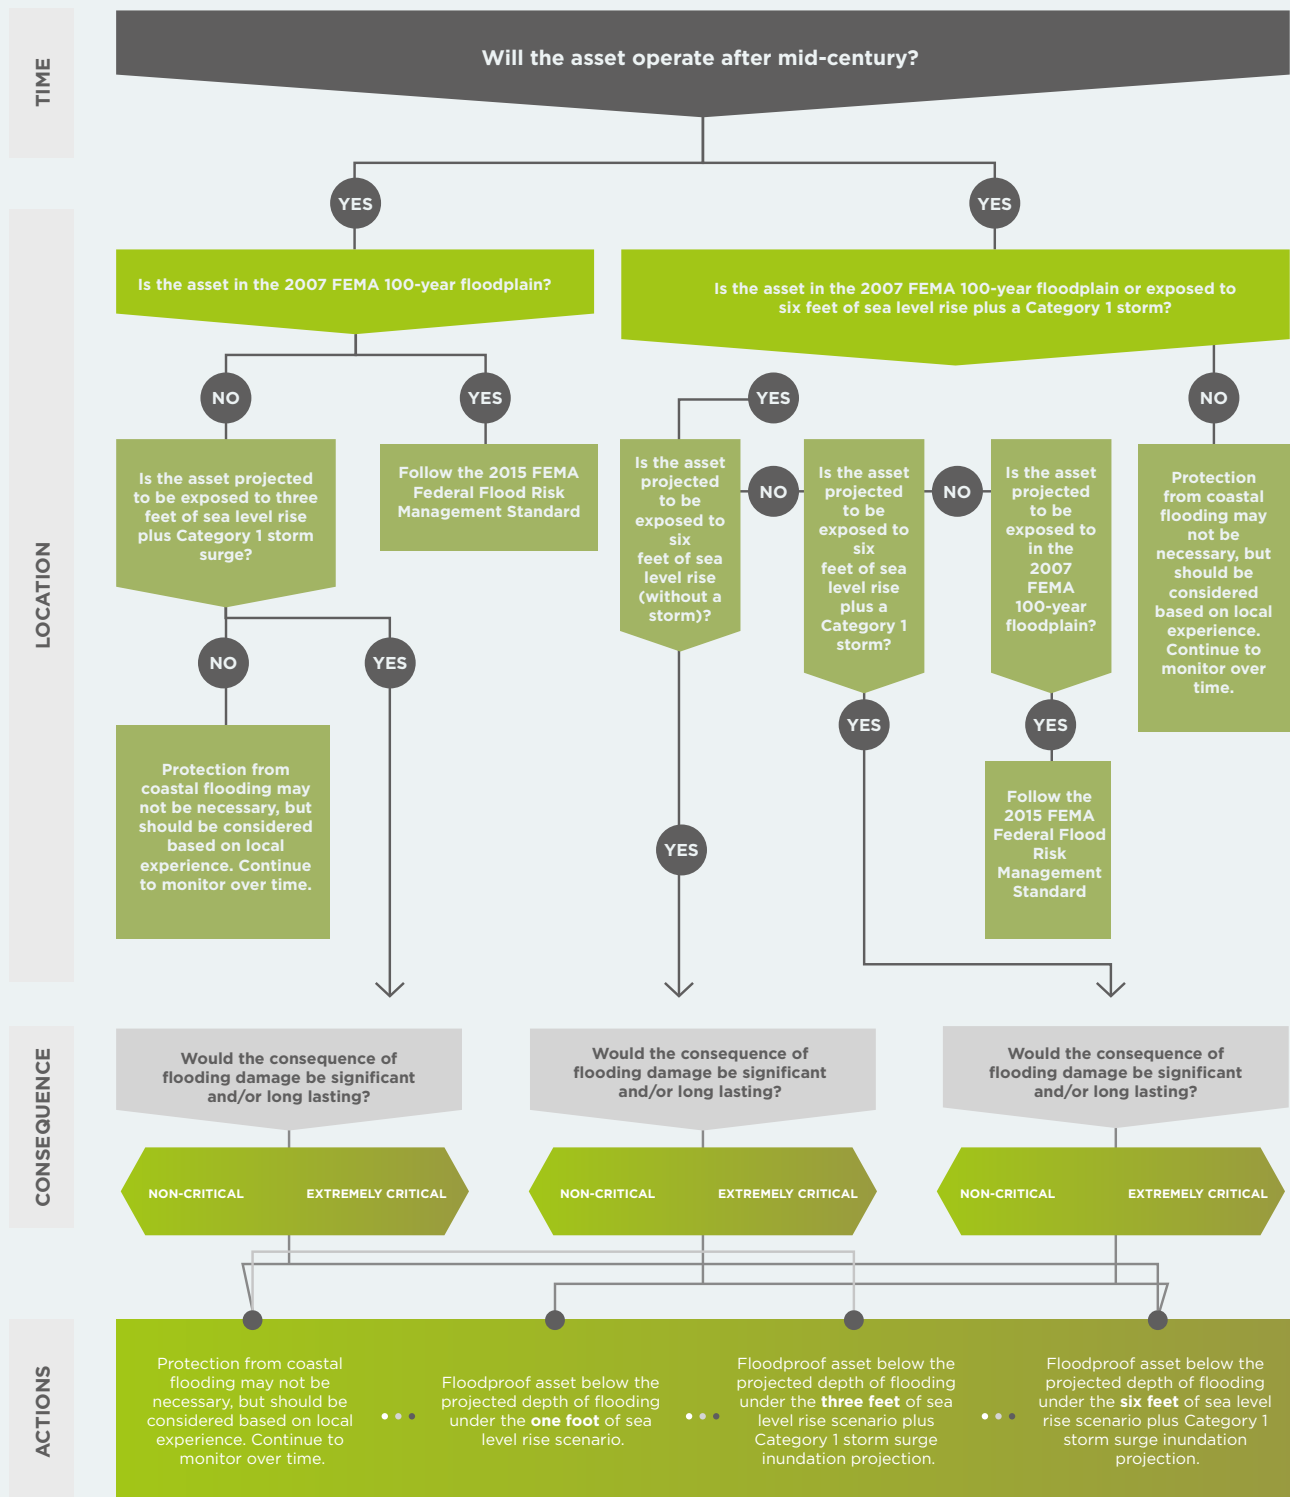 TIME
Will the asset operate after mid-century?
YES
YES
LOCATION
Is the asset in the 2007 FEMA 100-year floodplain?
Is the asset in the 2007 FEMA 100-year floodplain or exposed to
six feet of sea level rise plus a Category 1 storm?
NO
YES
YES
NO
Is the asset projected
to be exposed to three
feet of sea level rise
plus Category 1 storm
surge?
Follow the 2015 FEMA
Federal Flood Risk
Management Standard
Is the asset
projected
to be
exposed to
six
feet of sea
level rise
(without a
storm)?
NO
Is the asset
projected
to be
exposed to
six
feet of sea
level rise
plus a
Category 1
storm?
NO
Is the asset
projected
to be
exposed to
in the
2007
FEMA
100-year
floodplain?
Protection
from coastal
flooding may
not be
necessary, but
should be
considered
based on local
experience.
Continue to
monitor over
time.
NO
YES
YES
YES
Protection from
coastal flooding may
not be necessary, but
should be considered
based on local
experience. Continue
to monitor over time.
YES
Follow the
2015 FEMA
Federal Flood
Risk
Management
Standard
CONSEQUENCE
Would the consequence of
flooding damage be significant
and/or long lasting?
Would the consequence of
flooding damage be significant
and/or long lasting?
Would the consequence of
flooding damage be significant
and/or long lasting?
NON-CRITICAL
EXTREMELY CRITICAL
NON-CRITICAL
EXTREMELY CRITICAL
NON-CRITICAL
EXTREMELY CRITICAL
ACTIONS
Protection from coastal
flooding may not be
necessary, but should be
considered based on local
experience. Continue to
monitor over time.
Floodproof asset below the
projected depth of flooding
under the one foot of sea
level rise scenario.
Floodproof asset below the
projected depth of flooding
under the three feet of sea
level rise scenario plus
Category 1 storm surge
inundation projection.
Floodproof asset below the
projected depth of flooding
under the six feet of sea level
rise scenario plus Category 1
storm surge inundation
projection.